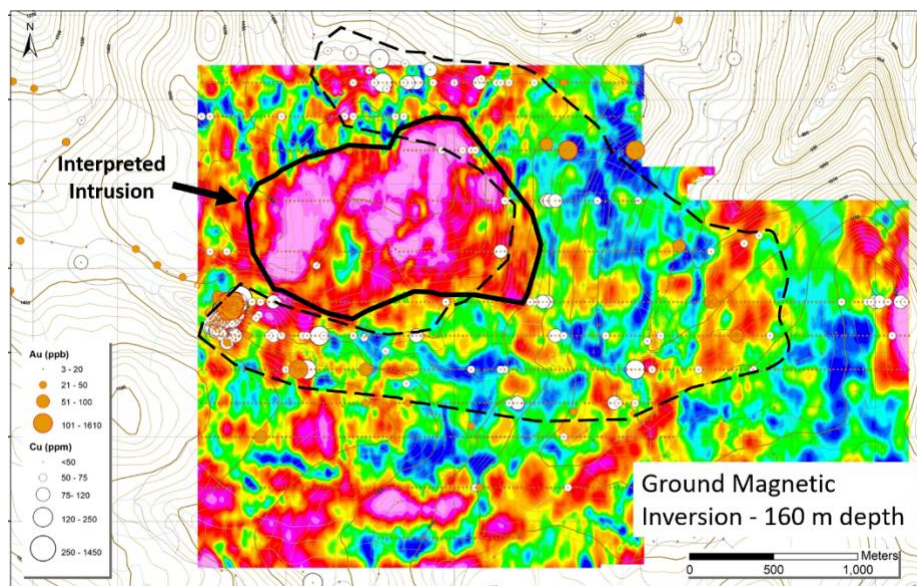 N
Interpreted
Intrusion
Au (ppb)
3 - 20
21 - 50
51 - 100
101 - 1610
Cu (ppm)
<50
50 - 75
75- 120
120 - 250
250 - 1450
Ground Magnetic
Inversion - 160 m depth
Meters
0 500 1,000